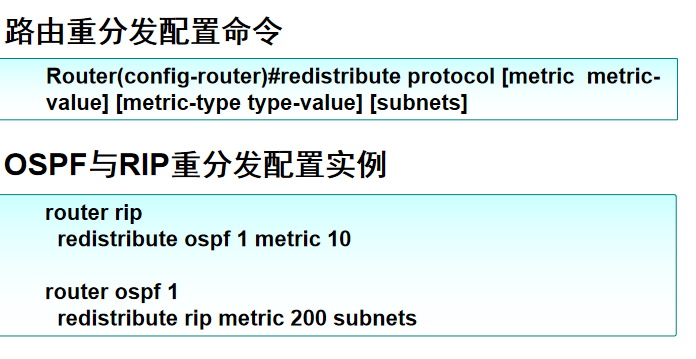 路由重分发配置命令
Router(config-router)#redistribute protocol [metric metric-
value] [metric-type type-value] [subnets]
OSPF与RIP重分发配置实例
router rip
redistribute ospf 1 metric 10
router ospf 1
redistribute rip metric 200 subnets